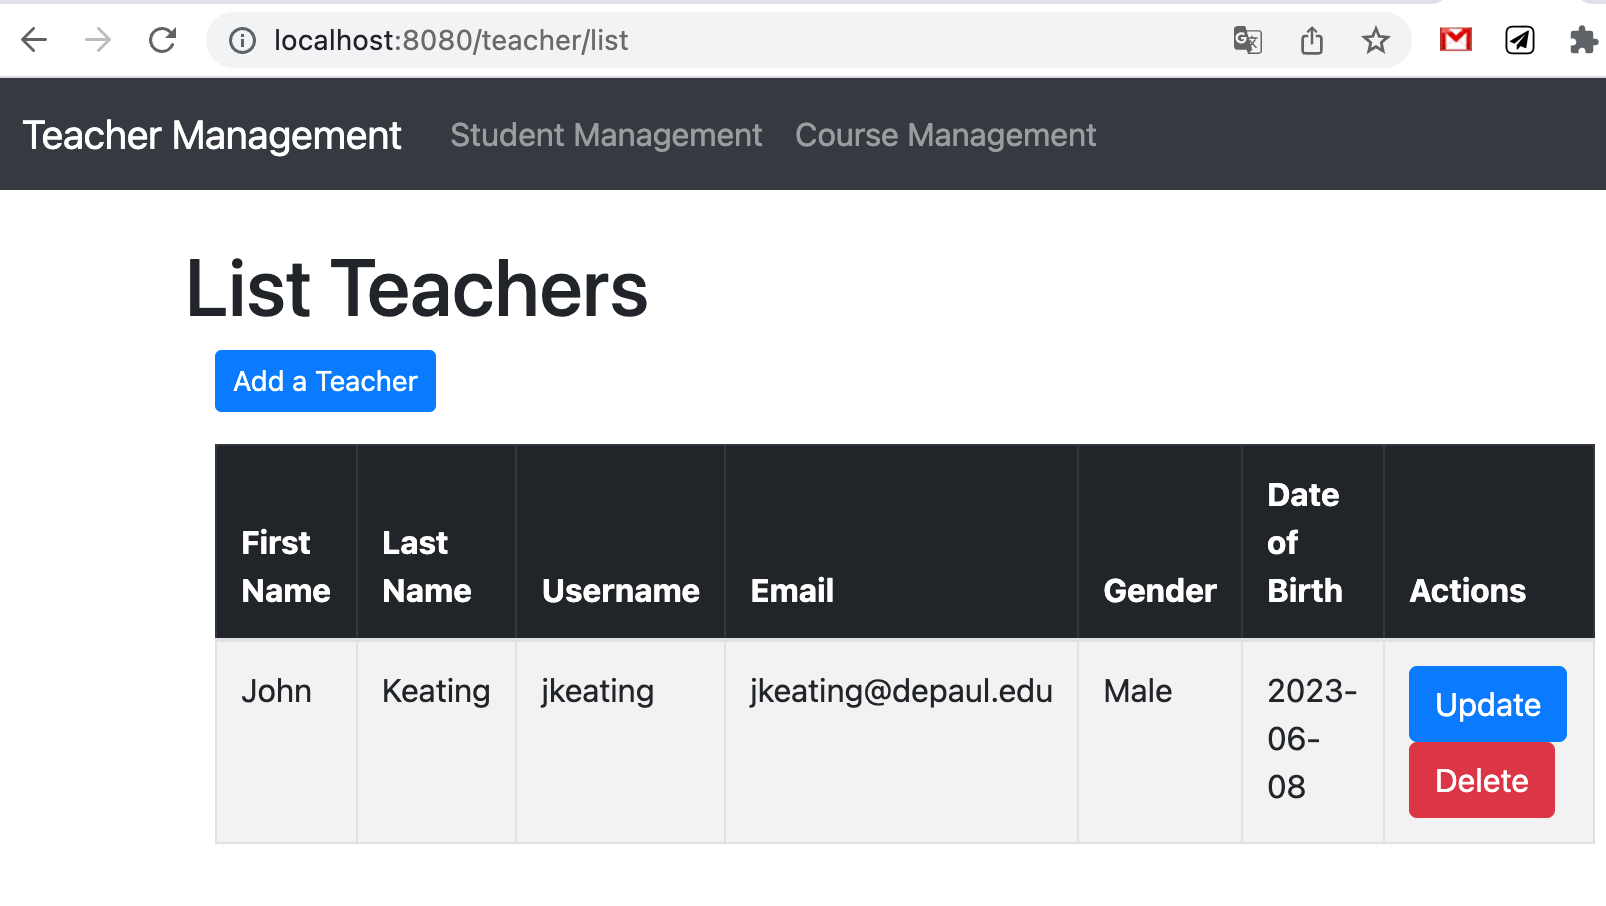 localhost:8080/teacher/list
Teacher Management Student Management Course Management
List Teachers
Add a Teacher
First Name Last Name Username Email Gender Date of Birth Actions
John Keating jkeating jkeating@depaul.edu Male 2023-06-08 Update
Delete